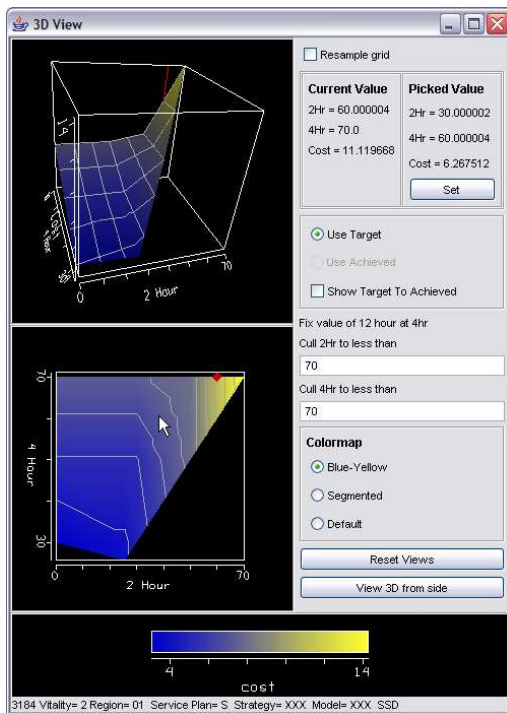 3D View
Resample grid
Current Value
2Hr = 60.000004
4Hr = 70.0
Cost = 11.119668
Picked Value
2Hr = 30.000002
4Hr = 60.000004
Cost = 6.267512
Set
Use Target
Use Achieved
Show Target To Achieved
Fix value of 12 hour at 4hr
Cull 2Hr to less than
70
Cull 4Hr to less than
70
Colormap
Blue-Yellow
Segmented
Default
Reset Views
View 3D from side
14
0
2 Hour
70
70
4 Hour
30
0
2 Hour
70
4
14
cost
3184 Vitality= 2 Region= 01 Service Plan= S Strategy= XXX Model= XXX SSD